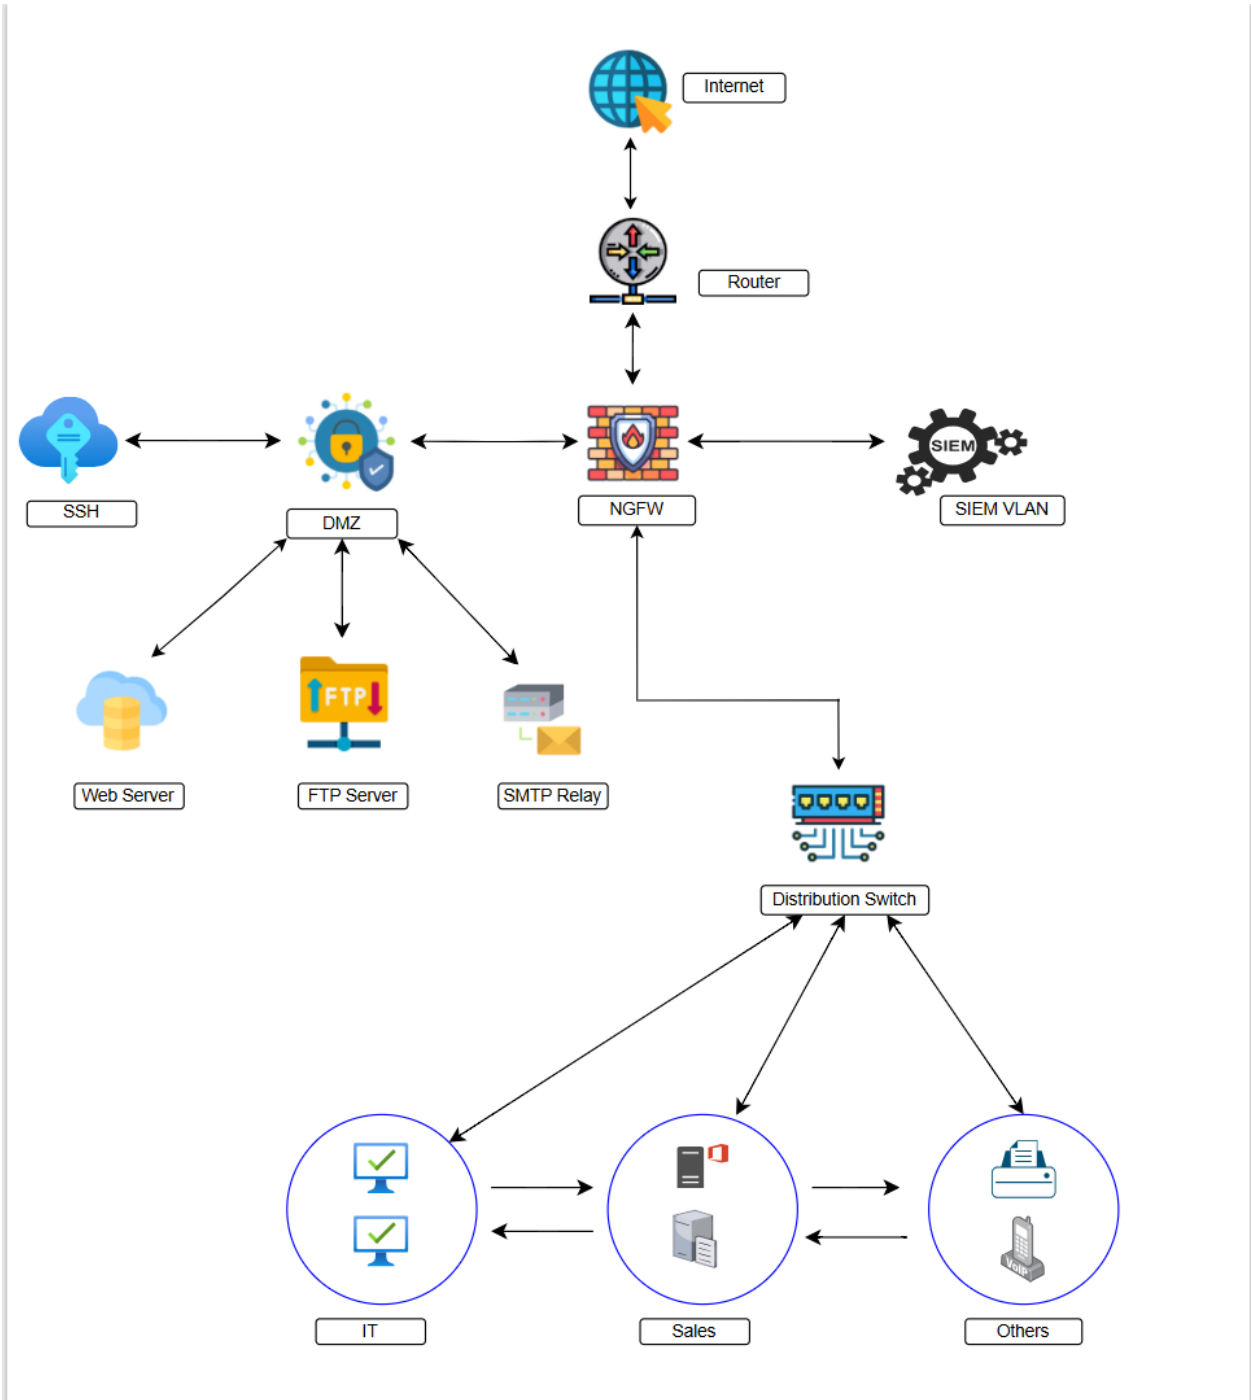 Internet
Router
SSH
DMZ
NGFW
SIEM
SIEM VLAN
FTP
Web Server
FTP Server
SMTP Relay
Distribution Switch
VoIP
IT
Sales
Others